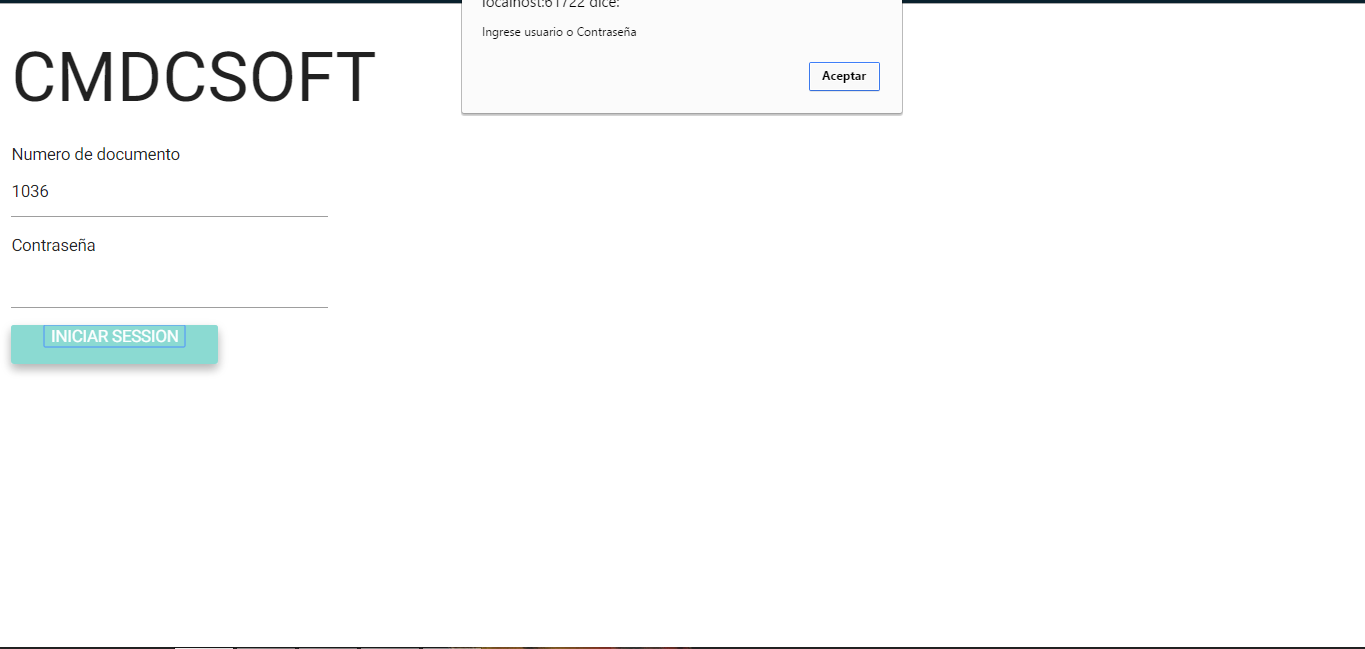 localhost:61722 dice:
Ingrese usuario o Contraseña
Aceptar
CMDCSOFT
Numero de documento
1036
Contraseña
INICIAR SESSION